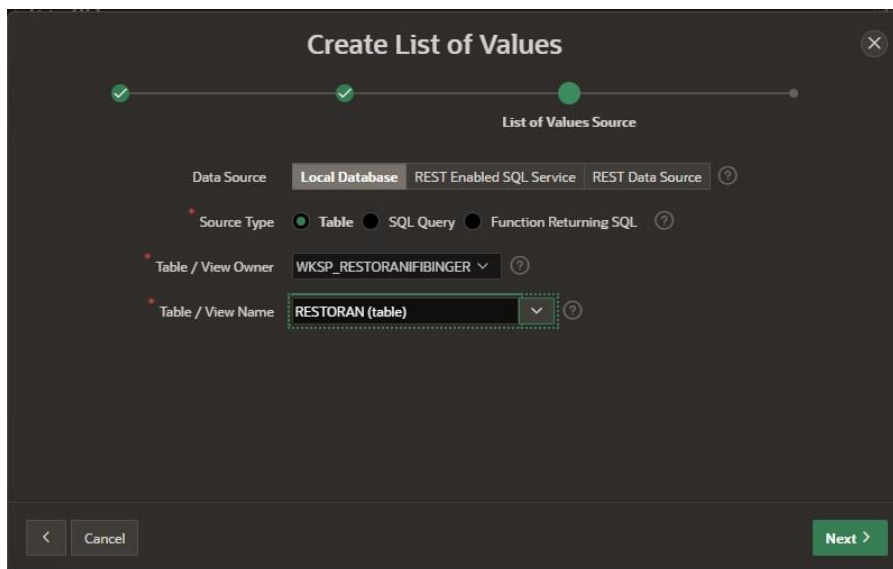 Create List of Values
List of Values Source
Data Source Local Database REST Enabled SQL Service REST Data Source ?
* Source Type Table SQL Query Function Returning SQL ?
* Table / View Owner WKSP_RESTORANIFIBINGER ?
* Table / View Name RESTORAN (table) ?
Cancel Next >